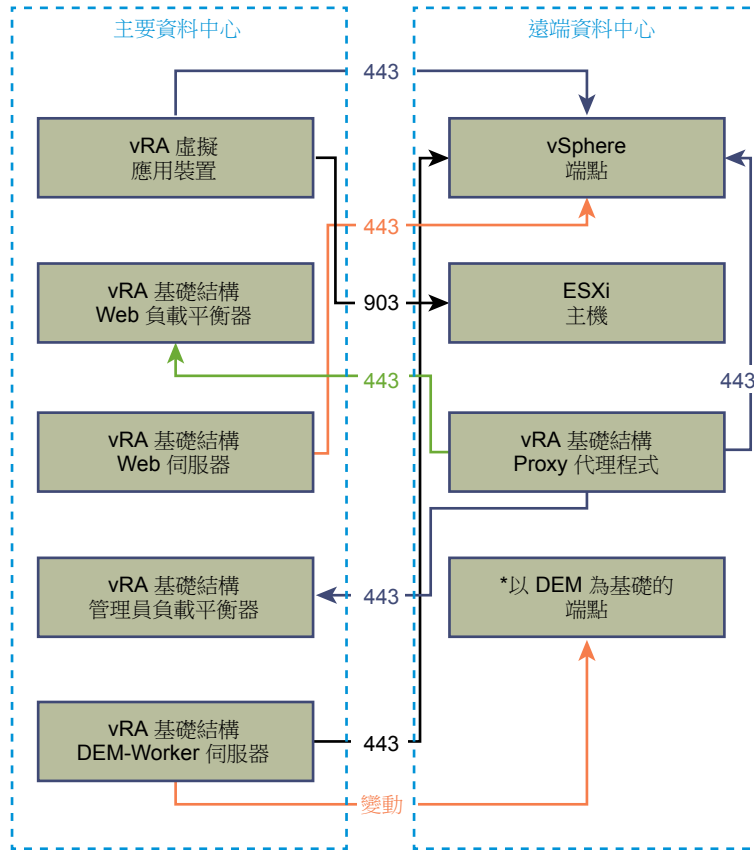 主要資料中心
遠端資料中心
443
vRA 虛擬
應用裝置
vSphere
端點
443
vRA 基礎結構
Web 負載平衡器
903
ESXi
主機
443
443
vRA 基礎結構
Web 伺服器
vRA 基礎結構
Proxy 代理程式
vRA 基礎結構
管理員負載平衡器
443
*以 DEM 為基礎的
端點
vRA 基礎結構
DEM-Worker 伺服器
443
變動